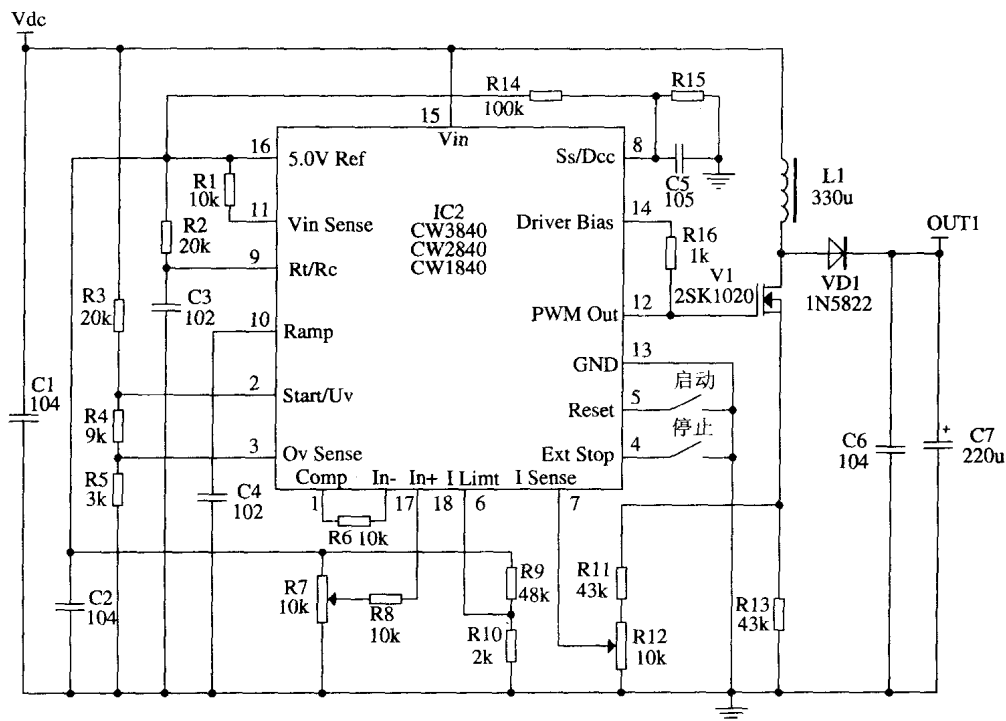 Vdc
R14
100k
R15
15
Vin
16
5.0V Ref
Ss/Dcc
8
C5
105
L1
330u
R1
10k
11
Vin Sense
IC2
CW3840
CW2840
CW1840
Driver Bias
14
R16
1k
OUT1
R2
20k
9
Rt/Rc
V1
2SK1020
VD1
1N5822
C3
102
R3
20k
10
Ramp
PWM Out
12
GND
13
C1
104
2
Start/Uv
启动
Reset
5
R4
9k
停止
3
Ov Sense
Ext Stop
4
C6
104
+
C7
220u
R5
3k
C4
102
Comp
In-
In+
I Limt
I Sense
1
17
18
6
7
R6
10k
R7
10k
R8
10k
R9
48k
R11
43k
C2
104
R10
2k
R12
10k
R13
43k